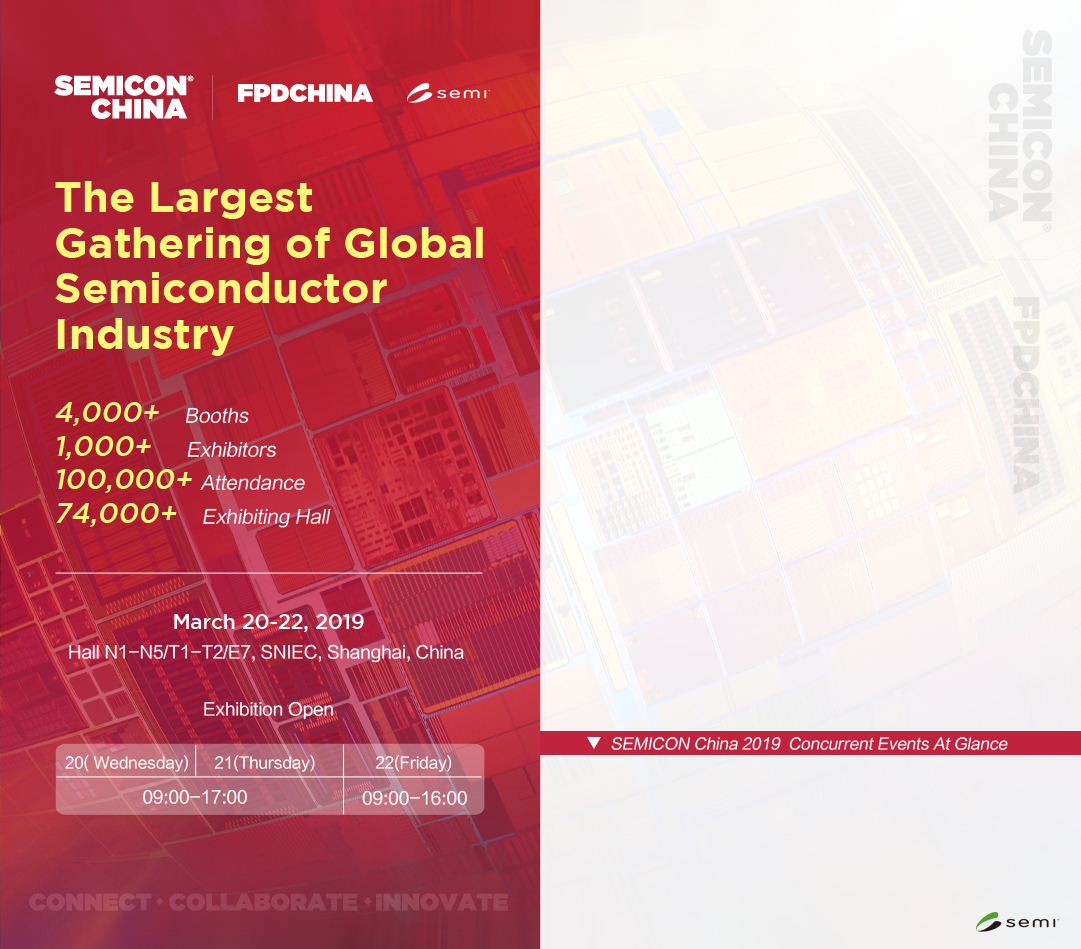 SEMICON®
CHINA
FPDCHINA
semi
The Largest
Gathering of Global
Semiconductor
Industry
4,000+ Booths
1,000+ Exhibitors
100,000+ Attendance
74,000+ Exhibiting Hall
March 20-22, 2019
Hall N1-N5/T1-T2/E7, SNIEC, Shanghai, China
Exhibition Open
20( Wednesday) 21(Thursday) 22(Friday)
09:00-17:00 09:00-16:00
CONNECT • COLLABORATE • INNOVATE
SEMICON®
CHINA
FPDCHINA
▼ SEMICON China 2019 Concurrent Events At Glance
semi